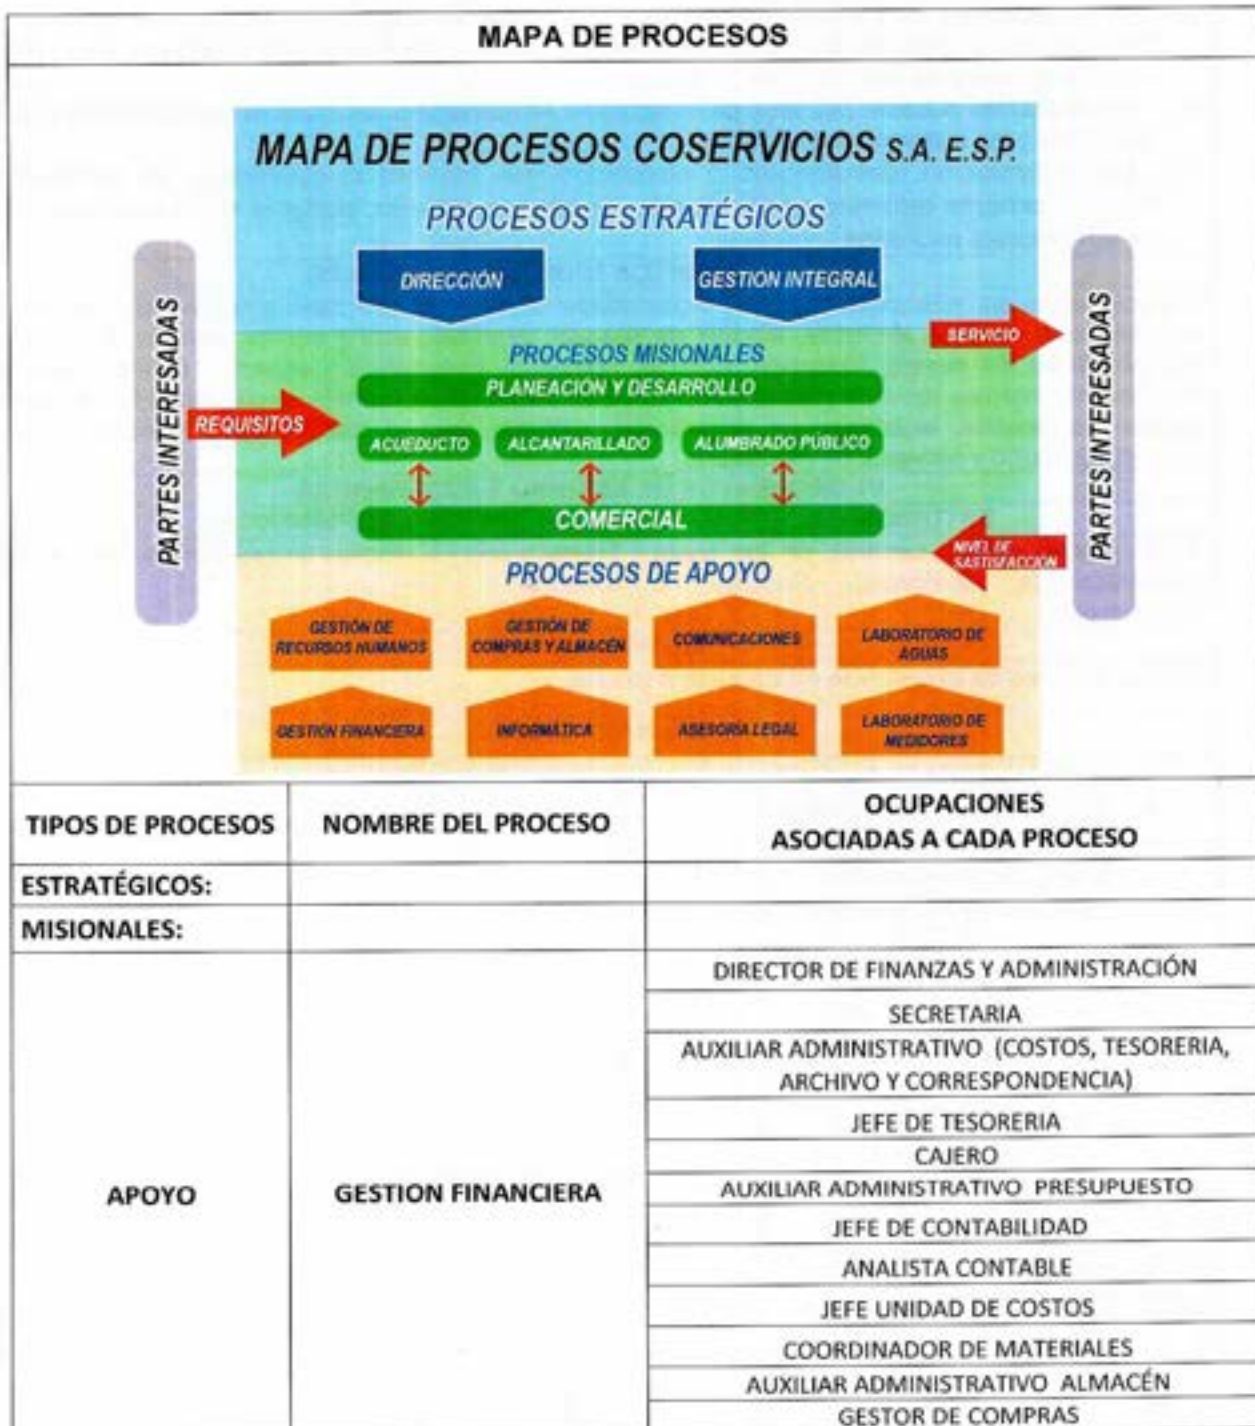 MAPA DE PROCESOS
MAPA DE PROCESOS COSERVICIOS S.A. E.S.P.
PROCESOS ESTRATÉGICOS
DIRECCIÓN
GESTION INTEGRAL
PARTES INTERESADAS
REQUISITOS
PROCESOS MISIONALES
PLANEACIÓN Y DESARROLLO
ACUEDUCTO
ALCANTARILLADO
ALUMBRADO PÚBLICO
COMERCIAL
SERVICIO
NIVEL DE
SASTISFACCIÓN
PARTES INTERESADAS
PROCESOS DE APOYO
GESTIÓN DE
RECURSOS HUMANOS
GESTIÓN DE
COMPRAS Y ALMACÉN
COMUNICACIONES
LABORATORIO DE
AGUAS
GESTIÓN FINANCIERA
INFORMÁTICA
ASESORÍA LEGAL
LABORATORIO DE
MEDIDORES
TIPOS DE PROCESOS
NOMBRE DEL PROCESO
OCUPACIONES
ASOCIADAS A CADA PROCESO
ESTRATÉGICOS:
MISIONALES:
APOYO
GESTION FINANCIERA
DIRECTOR DE FINANZAS Y ADMINISTRACIÓN
SECRETARIA
AUXILIAR ADMINISTRATIVO (COSTOS, TESORERIA,
ARCHIVO Y CORRESPONDENCIA)
JEFE DE TESORERIA
CAJERO
AUXILIAR ADMINISTRATIVO PRESUPUESTO
JEFE DE CONTABILIDAD
ANALISTA CONTABLE
JEFE UNIDAD DE COSTOS
COORDINADOR DE MATERIALES
AUXILIAR ADMINISTRATIVO ALMACÉN
GESTOR DE COMPRAS